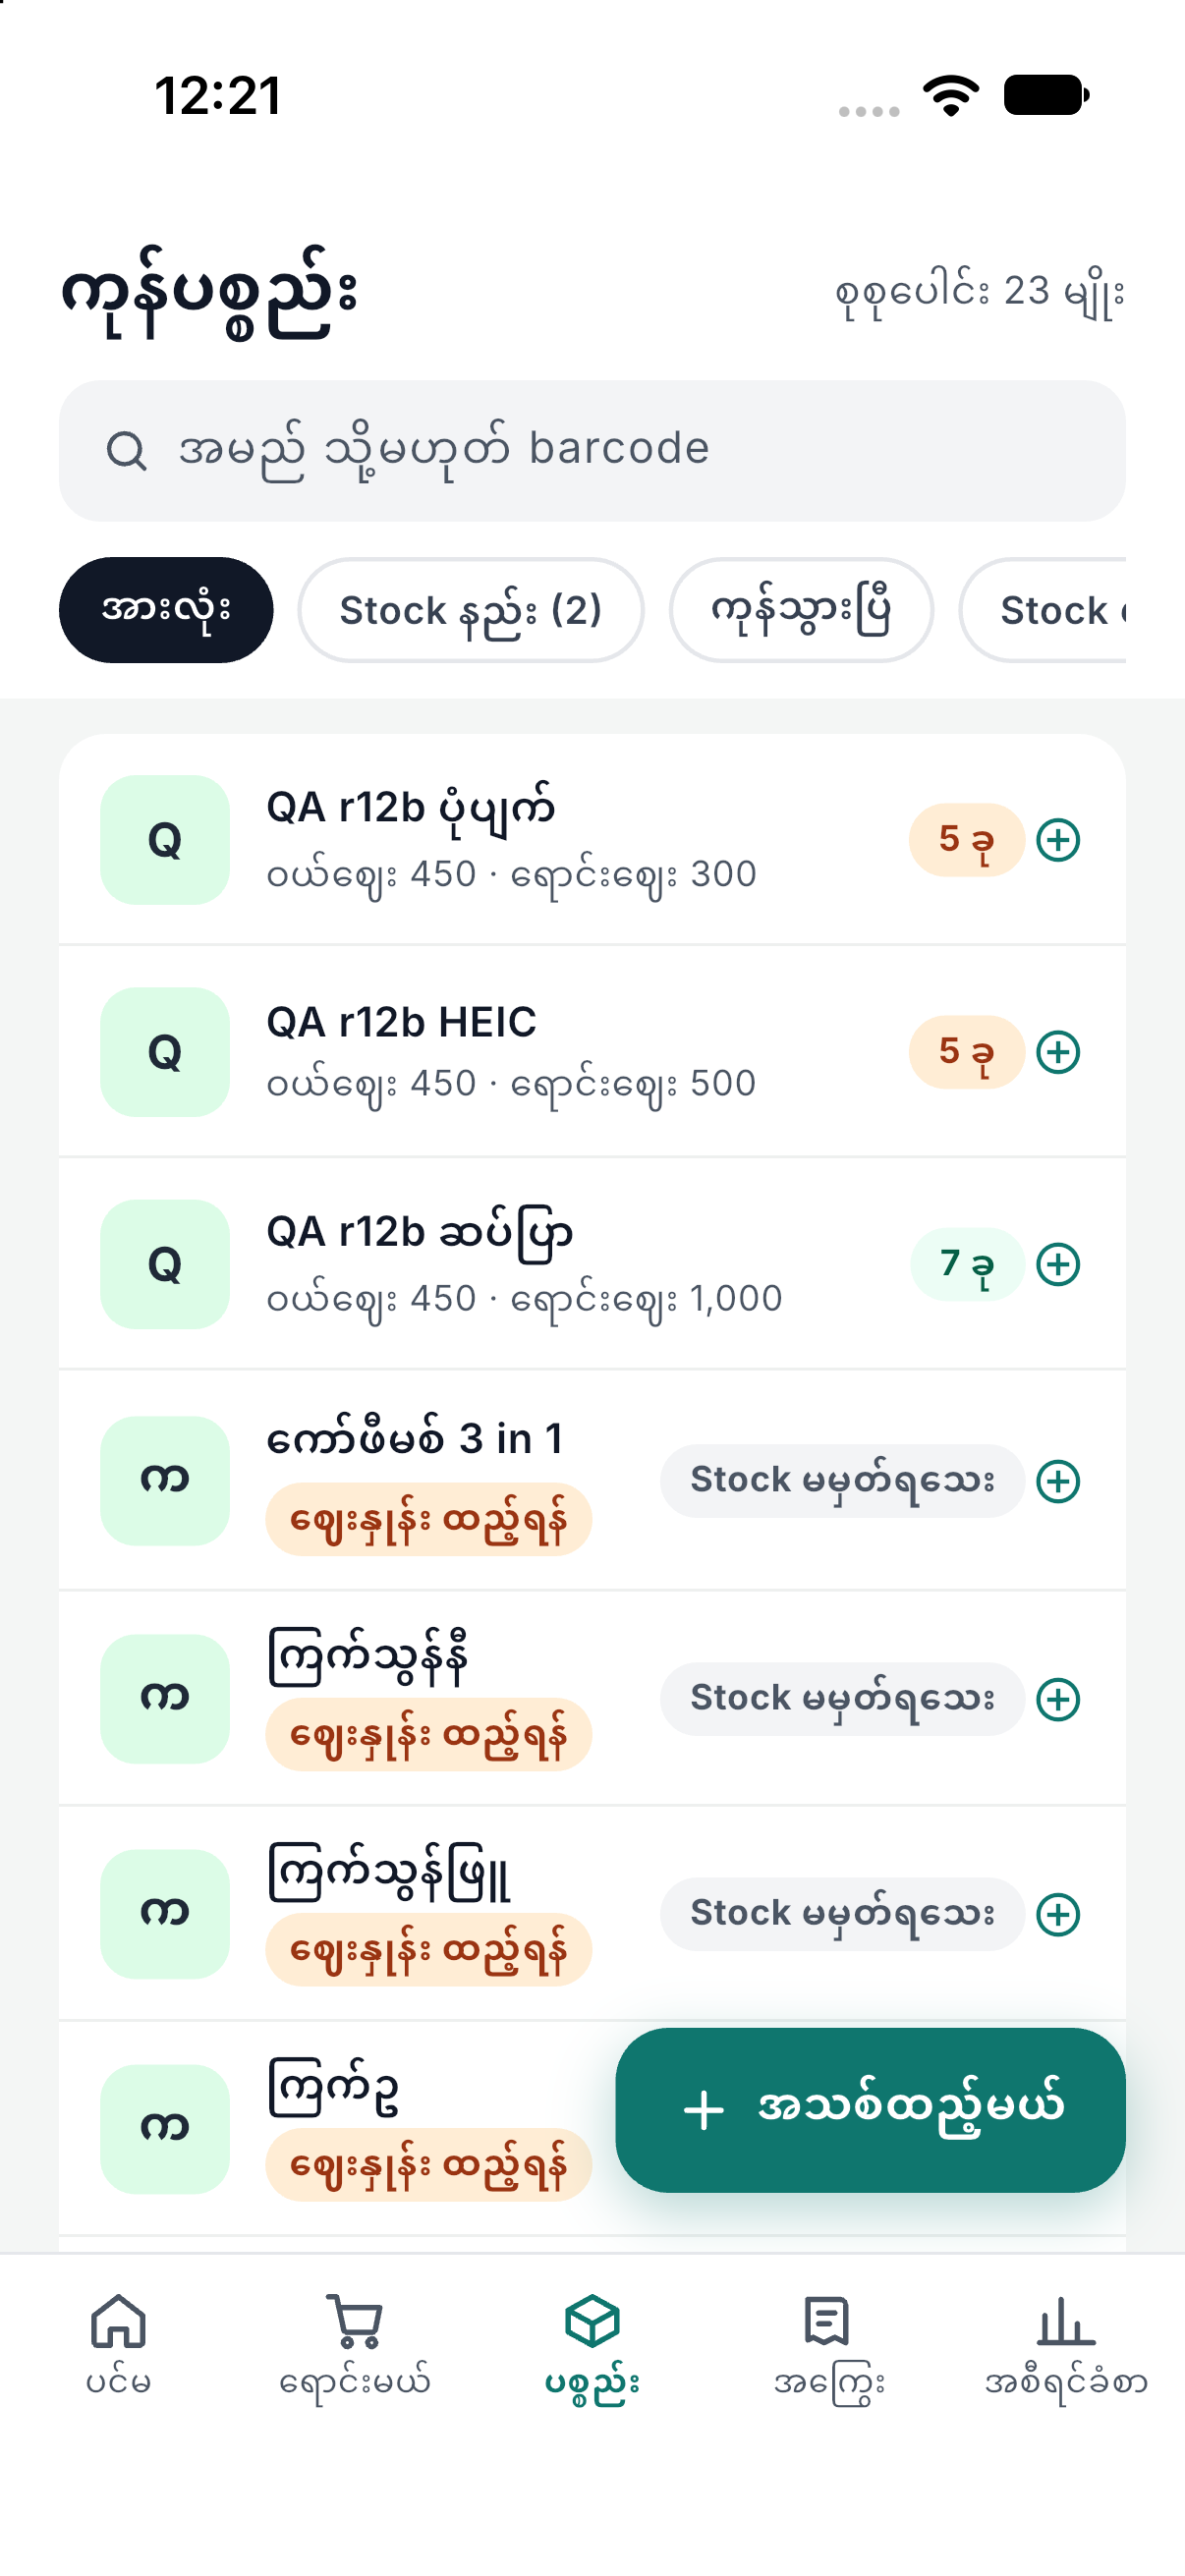 12:21
ကုန်ပစ္စည်း
စုစုပေါင်း 23 မျိုး
အမည် သို့မဟုတ် barcode
အားလုံး
Stock နည်း (2)
ကုန်သွားပြီ
Stock
Q
QA r12b ပုံပျက်
ဝယ်ဈေး 450 · ရောင်းဈေး 300
5 ခု
Q
QA r12b HEIC
ဝယ်ဈေး 450 · ရောင်းဈေး 500
5 ခု
Q
QA r12b ဆပ်ပြာ
ဝယ်ဈေး 450 · ရောင်းဈေး 1,000
7 ခု
က
ကော်ဖီမစ် 3 in 1
ဈေးနှုန်း ထည့်ရန်
Stock မမှတ်ရသေး
က
ကြက်သွန်နီ
ဈေးနှုန်း ထည့်ရန်
Stock မမှတ်ရသေး
က
ကြက်သွန်ဖြူ
ဈေးနှုန်း ထည့်ရန်
Stock မမှတ်ရသေး
က
ကြက်ဥ
ဈေးနှုန်း ထည့်ရန်
အသစ်ထည့်မယ်
ပင်မ
ရောင်းမယ်
ပစ္စည်း
အကြွေး
အစီရင်ခံစာ